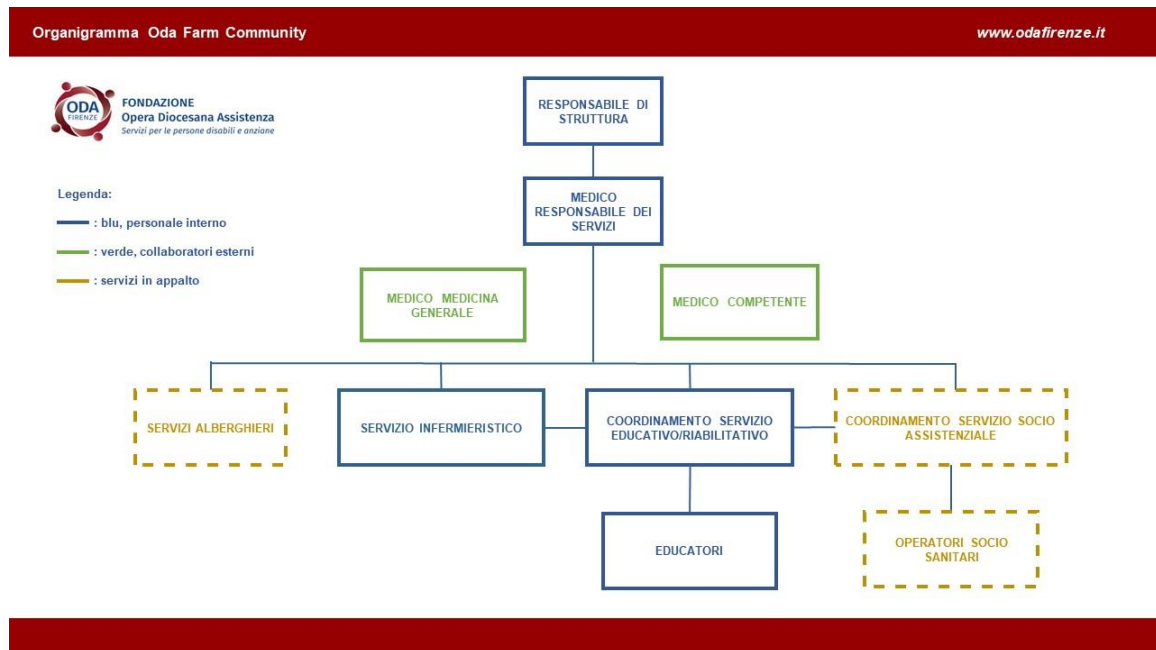 Organigramma Oda Farm Community
www.odafirenze.it
ODA
FIRENZE
FONDAZIONE
Opera Diocesana Assistenza
Servizi per le persone disabili e anziane
RESPONSABILE DI
STRUTTURA
MEDICO
RESPONSABILE DEI
SERVIZI
Legenda:
: blu, personale interno
: verde, collaboratori esterni
: servizi in appalto
MEDICO MEDICINA
GENERALE
MEDICO COMPETENTE
SERVIZI ALBERGHIERI
SERVIZIO INFERMIERISTICO
COORDINAMENTO SERVIZIO
EDUCATIVO/RIABILITATIVO
COORDINAMENTO SERVIZIO SOCIO
ASSISTENZIALE
EDUCATORI
OPERATORI SOCIO
SANITARI